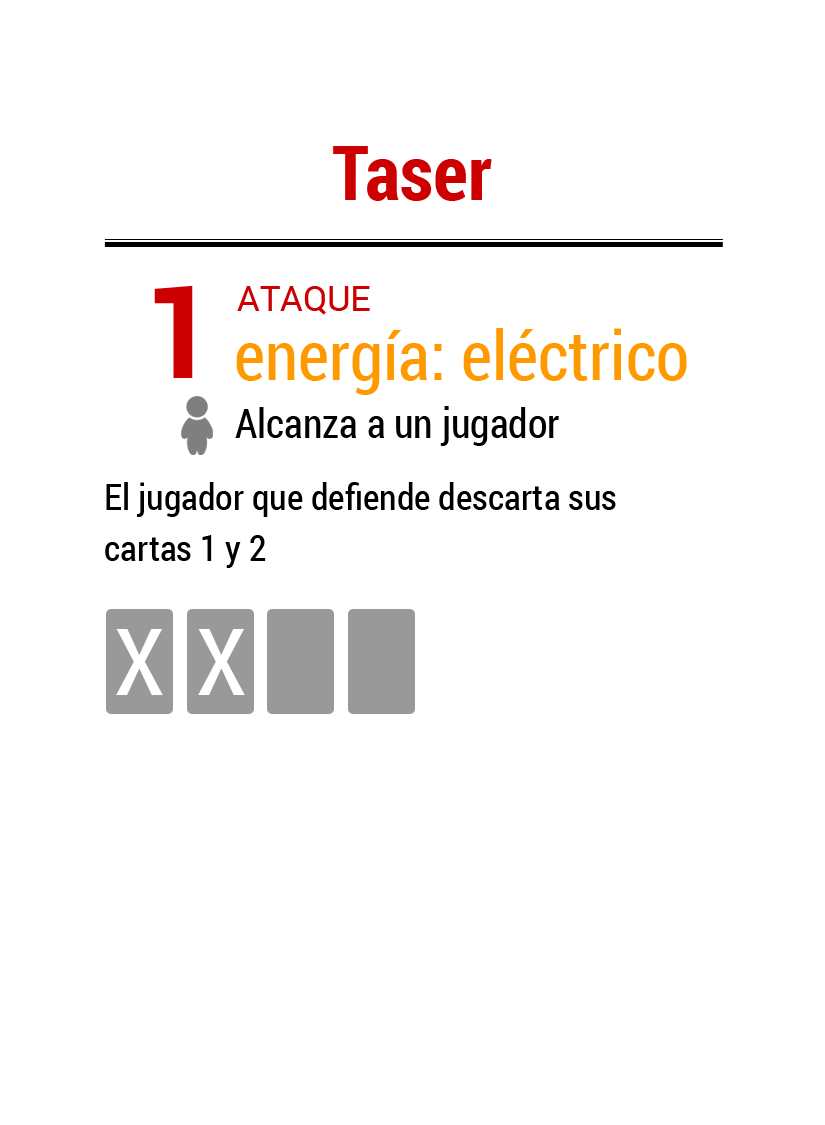 Taser
1 ATAQUE
energía: eléctrico
Alcanza a un jugador
El jugador que defiende descarta sus
cartas 1 y 2
X X